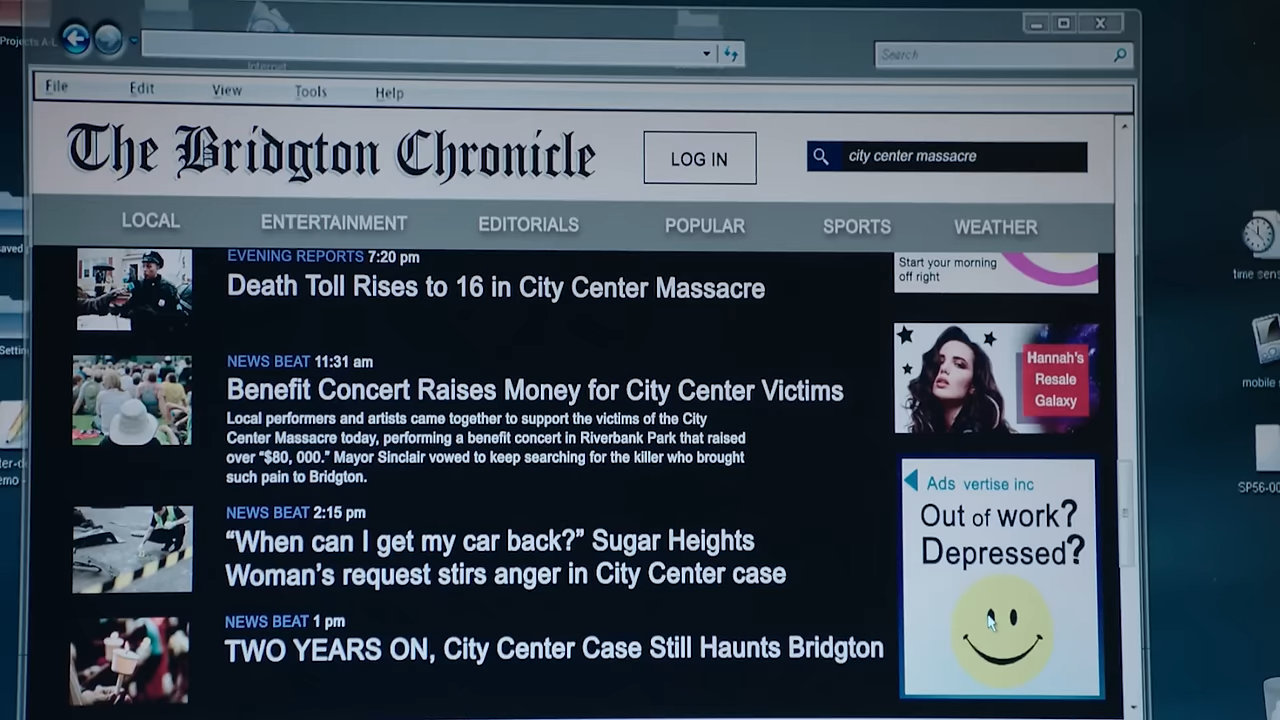 Projects A-L
Internet
Search
File Edit View Tools Help
The Bridgton Chronicle
LOG IN
city center massacre
LOCAL ENTERTAINMENT EDITORIALS POPULAR SPORTS WEATHER
EVENING REPORTS 7:20 pm
Death Toll Rises to 16 in City Center Massacre
NEWS BEAT 11:31 am
Benefit Concert Raises Money for City Center Victims
Local performers and artists came together to support the victims of the City
Center Massacre today, performing a benefit concert in Riverbank Park that raised
over "$80, 000." Mayor Sinclair vowed to keep searching for the killer who brought
such pain to Bridgton.
NEWS BEAT 2:15 pm
“When can I get my car back?” Sugar Heights
Woman’s request stirs anger in City Center case
NEWS BEAT 1 pm
TWO YEARS ON, City Center Case Still Haunts Bridgton
Start your morning
off right
Hannah's
Resale
Galaxy
Ads vertise inc
Out of work?
Depressed?
time sens
mobile
SP56-00